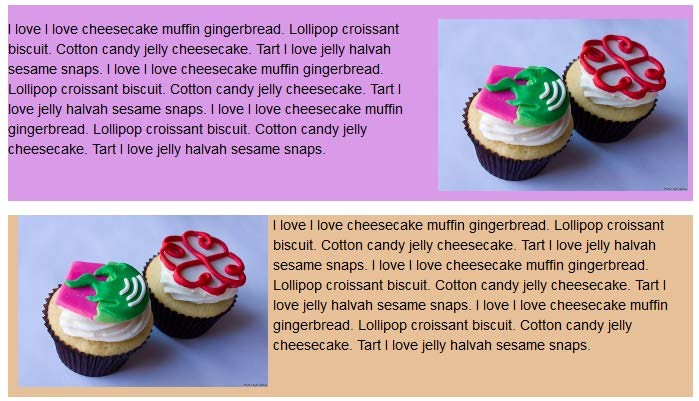 I love I love cheesecake muffin gingerbread. Lollipop croissant
biscuit. Cotton candy jelly cheesecake. Tart I love jelly halvah
sesame snaps. I love I love cheesecake muffin gingerbread.
Lollipop croissant biscuit. Cotton candy jelly cheesecake. Tart I
love jelly halvah sesame snaps. I love I love cheesecake muffin
gingerbread. Lollipop croissant biscuit. Cotton candy jelly
cheesecake. Tart I love jelly halvah sesame snaps.
I love I love cheesecake muffin gingerbread. Lollipop croissant
biscuit. Cotton candy jelly cheesecake. Tart I love jelly halvah
sesame snaps. I love I love cheesecake muffin gingerbread.
Lollipop croissant biscuit. Cotton candy jelly cheesecake. Tart I
love jelly halvah sesame snaps. I love I love cheesecake muffin
gingerbread. Lollipop croissant biscuit. Cotton candy jelly
cheesecake. Tart I love jelly halvah sesame snaps.